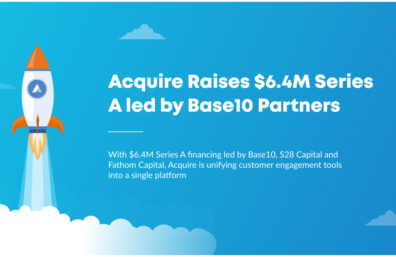 Acquire Raises $6.4M Series
A led by Base10 Partners
With $6.4M Series A financing led by Base10, S28 Capital and
Fathom Capital, Acquire is unifying customer engagement tools
into a single platform